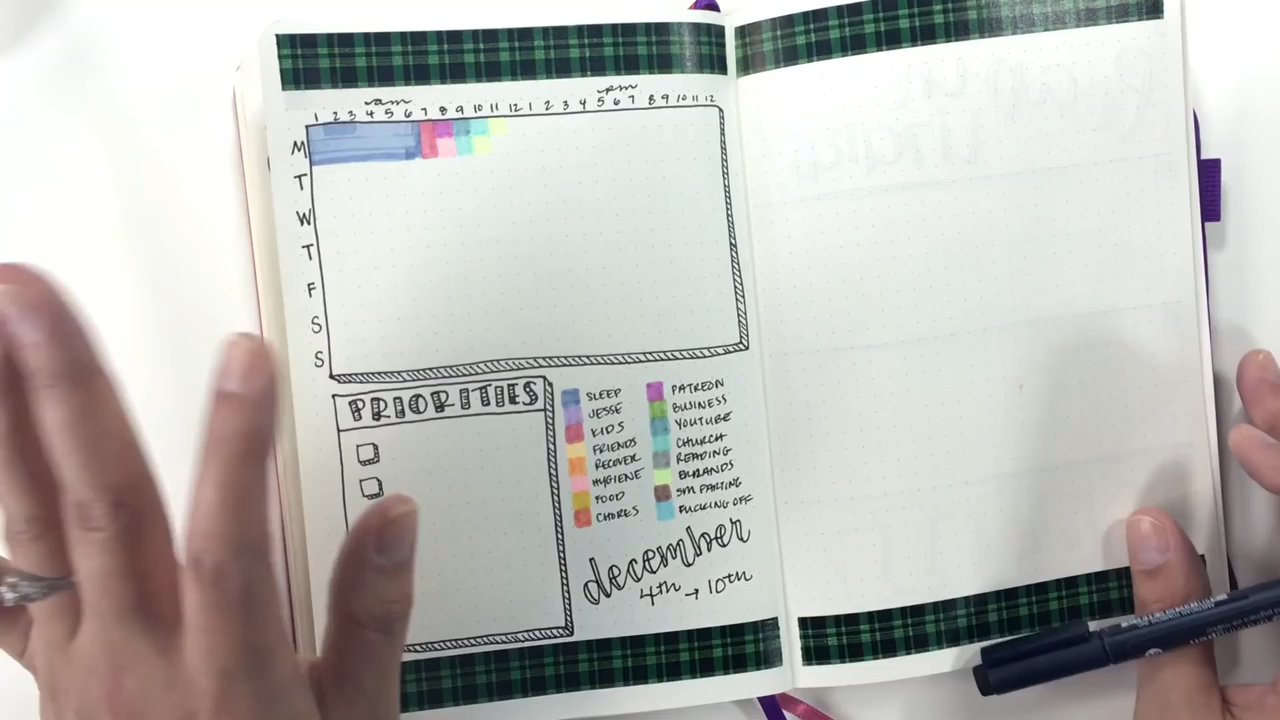 am pm
1 2 3 4 5 6 7 8 9 10 11 12 1 2 3 4 5 6 7 8 9 10 11 12
M
T
W
T
F
S
S
PRIORITIES
SLEEP
JESSE
KIDS
FRIENDS
RECOVER
HYGIENE
FOOD
CHORES
PATREON
BUSINESS
YOUTUBE
CHURCH
READING
ERRANDS
SM PARTING
FUCKING OFF
december
4th → 10th